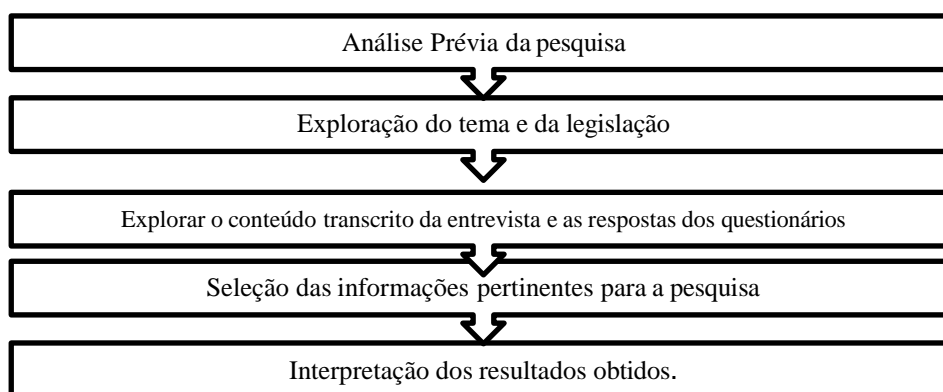 Análise Prévia da pesquisa
Exploração do tema e da legislação
Explorar o conteúdo transcrito da entrevista e as respostas dos questionários
Seleção das informações pertinentes para a pesquisa
Interpretação dos resultados obtidos.